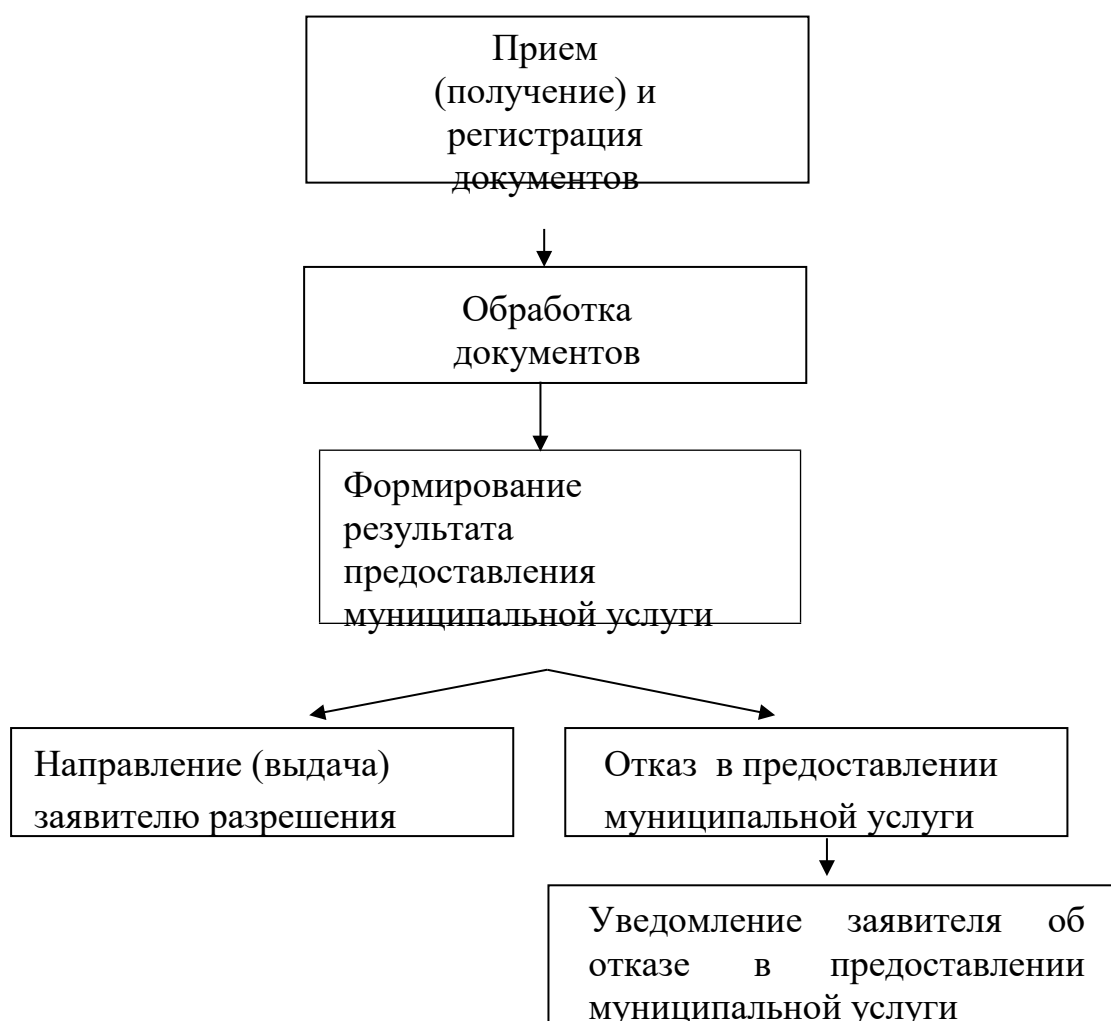 Прием
(получение) и
регистрация
документов
Обработка
документов
Формирование
результата
предоставления
муниципальной услуги
Направление (выдача)
заявителю разрешения
Отказ в предоставлении
муниципальной услуги
Уведомление заявителя об
отказе в предоставлении
муниципальной услуги